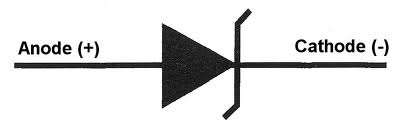 Anode (+)
Cathode (-)